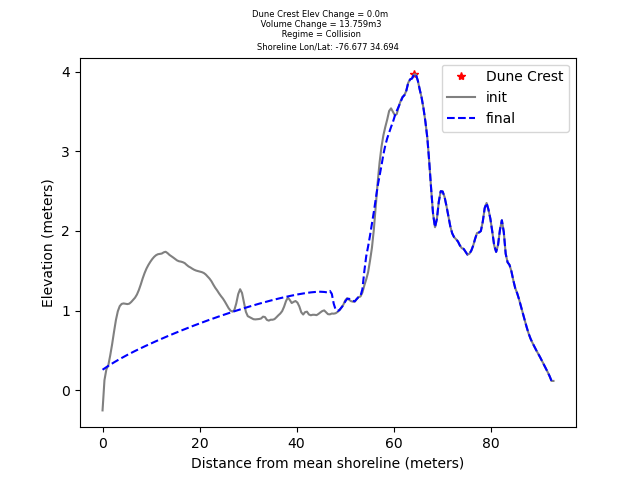 Dune Crest Elev Change = 0.0m
Volume Change = 13.759m3
Regime = Collision
Shoreline Lon/Lat: -76.677 34.694
Dune Crest
init
final
4
3
2
1
0
Elevation (meters)
0 20 40 60 80
Distance from mean shoreline (meters)